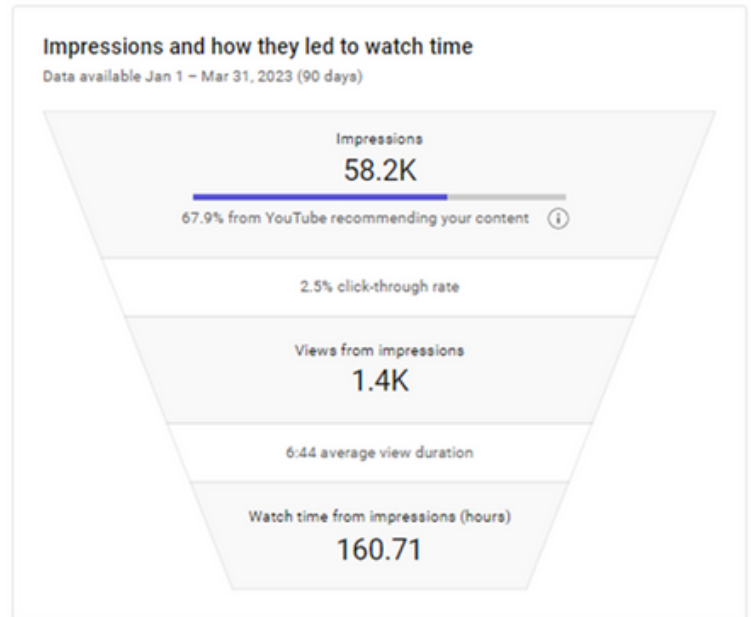 Impressions and how they led to watch time
Data available Jan 1 – Mar 31, 2023 (90 days)
Impressions
58.2K
67.9% from YouTube recommending your content
2.5% click-through rate
Views from impressions
1.4K
6:44 average view duration
Watch time from impressions (hours)
160.71